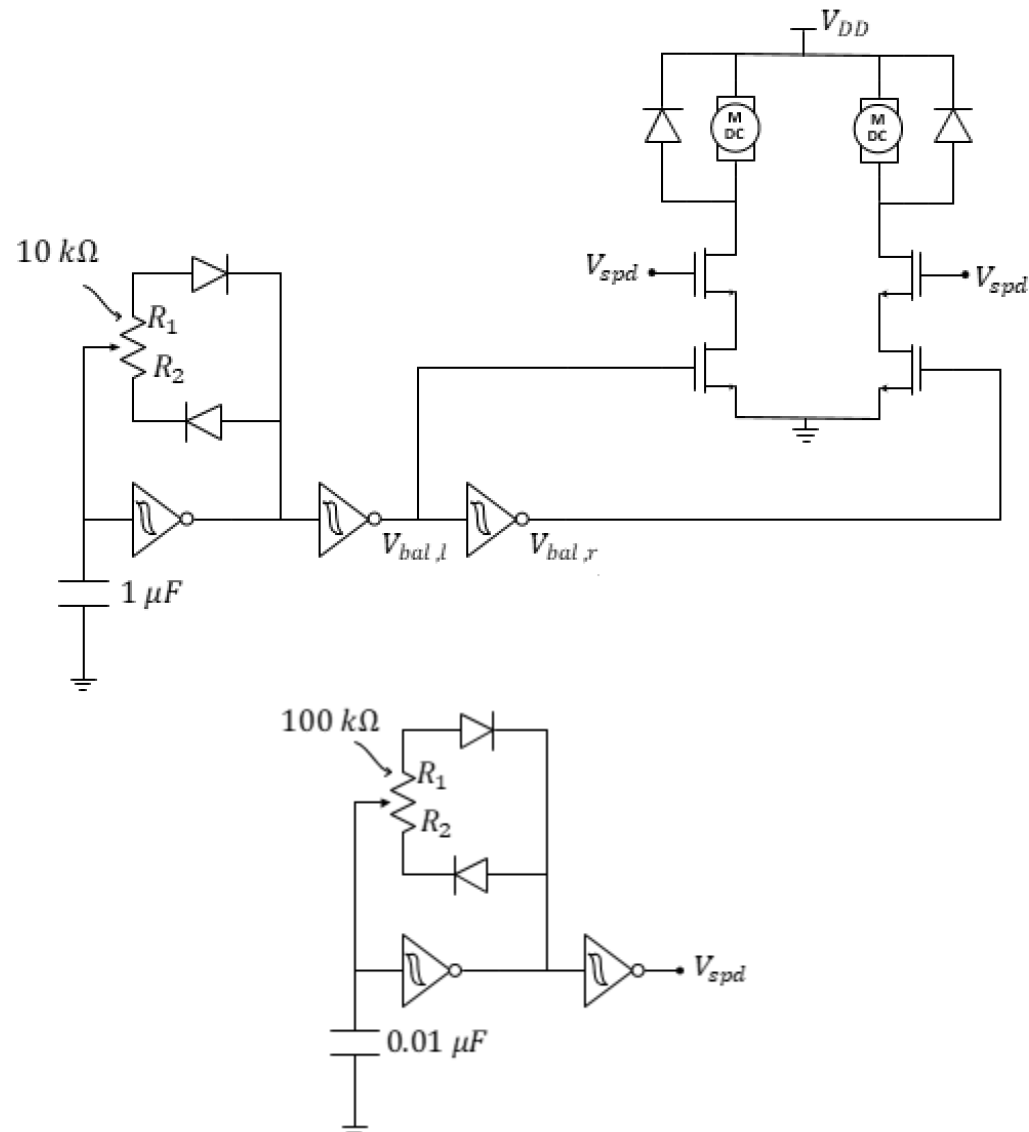 V_DD
M
DC
M
DC
V_spd
V_spd
10 kΩ
R_1
R_2
V_bal,l
V_bal,r
1 μF
100 kΩ
R_1
R_2
V_spd
0.01 μF